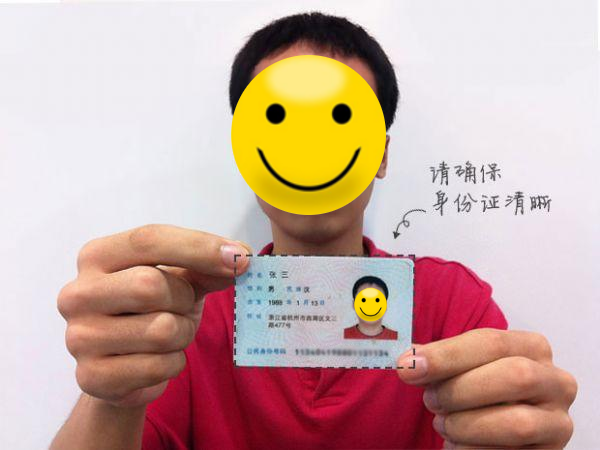 请确保
身份证清晰
姓名 张三
性别 男 民族 汉
出生 1988 年 1 月 13 日
住址 浙江省杭州市西湖区文三
路477号
公民身份号码